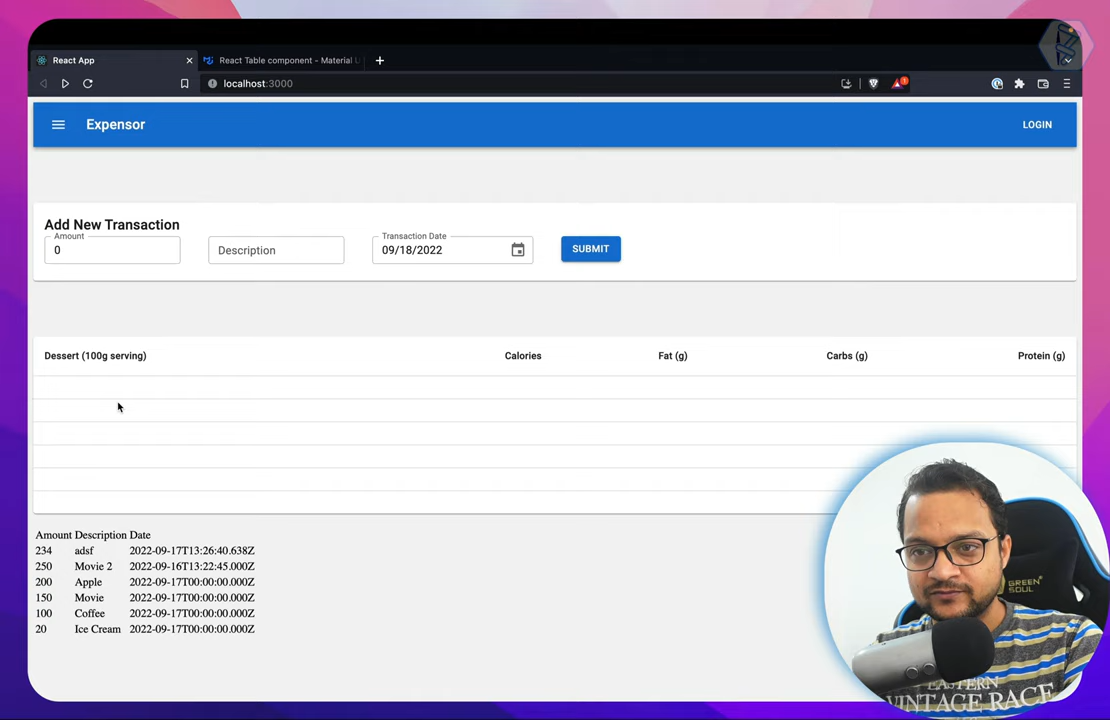 React App
React Table component - Material U
localhost:3000
1
Expensor
LOGIN
Add New Transaction
Amount
0
Description
Transaction Date
09/18/2022
SUBMIT
Dessert (100g serving) Calories Fat (g) Carbs (g) Protein (g)
Amount Description Date
234 adsf 2022-09-17T13:26:40.638Z
250 Movie 2 2022-09-16T13:22:45.000Z
200 Apple 2022-09-17T00:00:00.000Z
150 Movie 2022-09-17T00:00:00.000Z
100 Coffee 2022-09-17T00:00:00.000Z
20 Ice Cream 2022-09-17T00:00:00.000Z
GREEN
SOUL
EASTERN
VINTAGE RACE